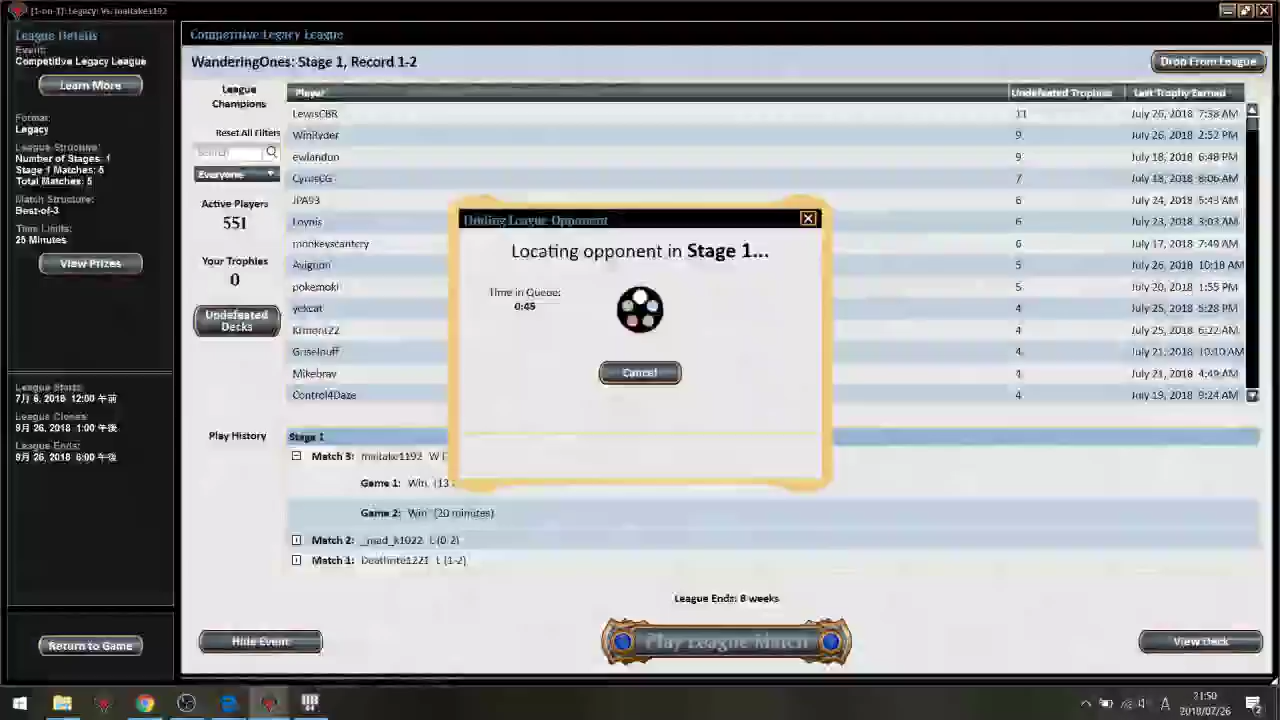 [1-on-1]: Legacy: Vs. maitake1192
League Details
Event:
Competitive Legacy League
Learn More
Format:
Legacy
League Structure:
Number of Stages: 1
Stage 1 Matches: 5
Total Matches: 5
Match Structure:
Best-of-3
Time Limits:
25 Minutes
View Prizes
League Starts:
7月 6, 2018 12:00 午前
League Closes:
9月 26, 2018 1:00 午後
League Ends:
9月 26, 2018 6:00 午後
Return to Game
Competitive Legacy League
WanderingOnes: Stage 1, Record 1-2
Drop From League
League
Champions
Reset All Filters
Search
Everyone
Active Players
551
Your Trophies
0
Undefeated
Decks
Player Undefeated Trophies Last Trophy Earned
LewisCBR 11 July 26, 2018 7:38 AM
WinRyder 9 July 26, 2018 2:52 PM
ewlandon 9 July 18, 2018 6:48 PM
CyrusCG 7 July 18, 2018 8:06 AM
JPA93 6 July 24, 2018 5:43 AM
Loynis 6 July 23, 2018 3:03 AM
monkeyscantcry 6 July 17, 2018 7:49 AM
Avignon 5 July 26, 2018 10:18 AM
pokemoki 5 July 20, 2018 1:55 PM
yekcat 4 July 25, 2018 5:28 PM
4 July 25, 2018 6:22 AM
4 July 21, 2018 10:10 AM
Mikebrav 4 July 21, 2018 4:49 AM
Control4Daze 4 July 19, 2018 9:24 AM
Finding League Opponent
Locating opponent in Stage 1...
Time in Queue:
0:45
Cancel
Play History
Stage 1
Match 3: maitake1192 W
Game 1: Win (13
Game 2: Win (20 minutes)
Match 2: _mad_k1022 L (0-2)
Match 1: Deathrite1221 L (1-2)
League Ends: 8 weeks
Hide Event
Play League Match
View Deck
A
21:50
2018/07/26
2